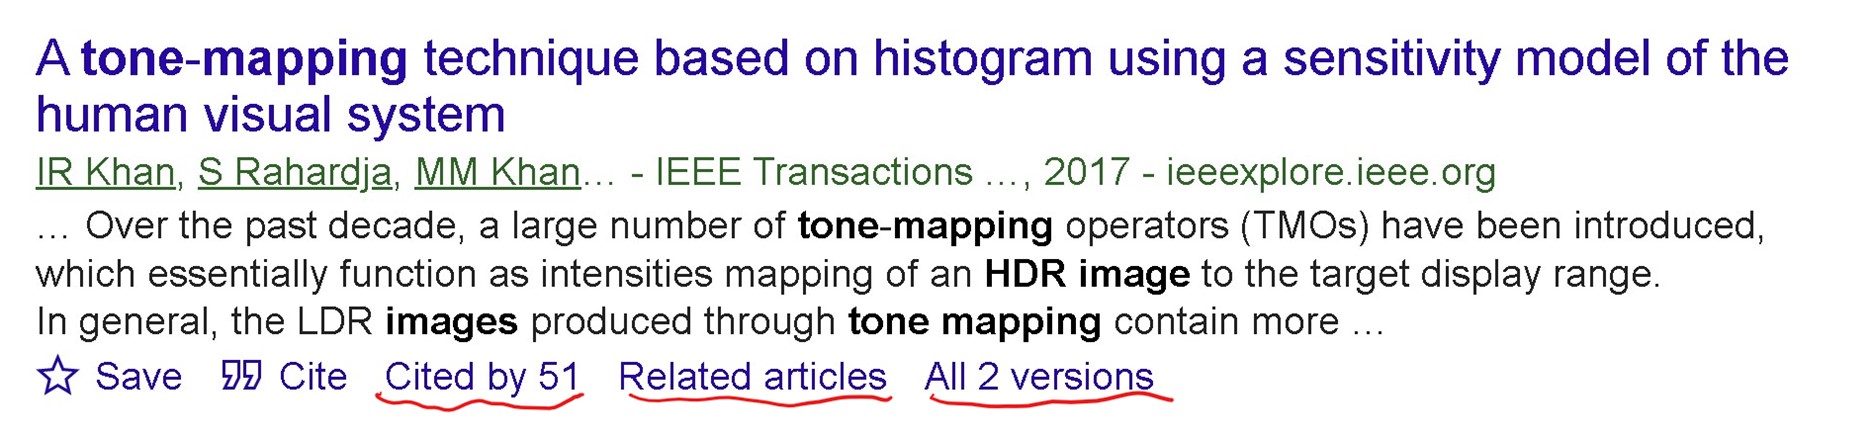 A tone-mapping technique based on histogram using a sensitivity model of the
human visual system
IR Khan, S Rahardja, MM Khan... - IEEE Transactions ..., 2017 - ieeexplore.ieee.org
... Over the past decade, a large number of tone-mapping operators (TMOs) have been introduced,
which essentially function as intensities mapping of an HDR image to the target display range.
In general, the LDR images produced through tone mapping contain more ...
Save Cite Cited by 51 Related articles All 2 versions